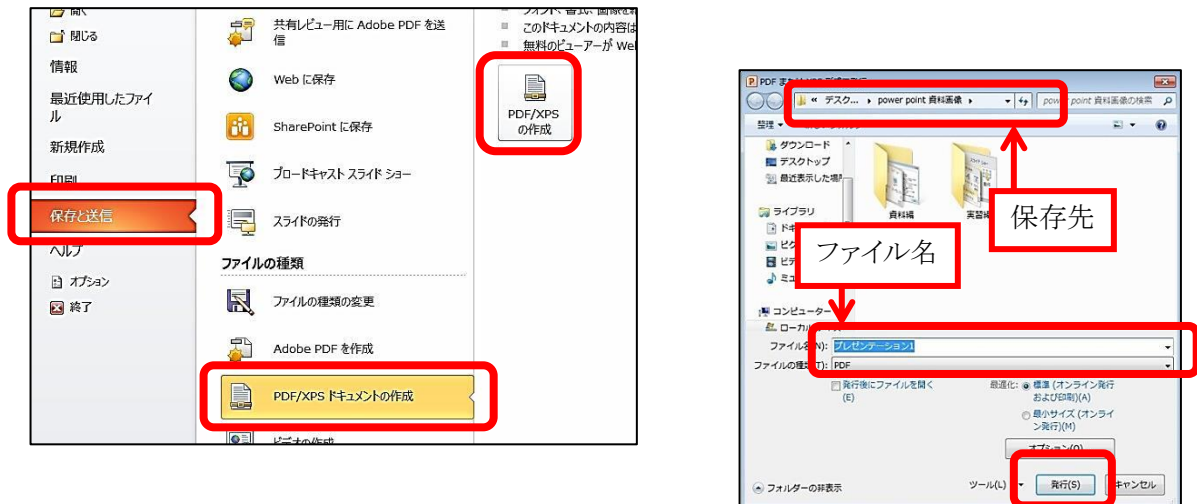 閉じる
情報
最近使用したファイ
ル
新規作成
印刷
保存と送信
ヘルプ
オプション
終了
共有レビュー用に Adobe PDF を送
信
Web に保存
SharePoint に保存
ブロードキャスト スライド ショー
スライドの発行
ファイルの種類
ファイルの種類の変更
Adobe PDF を作成
PDF/XPS ドキュメントの作成
ビデオの作成
このドキュメントの内容は
無料のビューアーが We
PDF/XPS
の作成
PDF または XPS 形式で発行
« デスク... power point 資料画像
power point 資料画像の検索
整理
ダウンロード
デスクトップ
最近表示した場所
ライブラリ
コンピューター
資料編
保存先
ファイル名
ファイル名(N): プレゼンテーション1
ファイルの種類(T): PDF
発行後にファイルを開く
(E)
最適化: 標準 (オンライン発行
および印刷)(A)
最小サイズ (オンライ
ン発行)(M)
オプション(O)...
フォルダーの非表示
ツール(L)
発行(S)
キャンセル